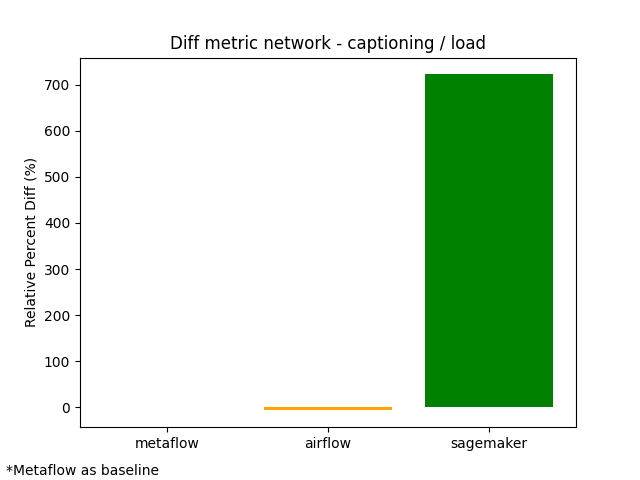 Diff metric network - captioning / load
Relative Percent Diff (%)
700
600
500
400
300
200
100
0
metaflow
airflow
sagemaker
*Metaflow as baseline